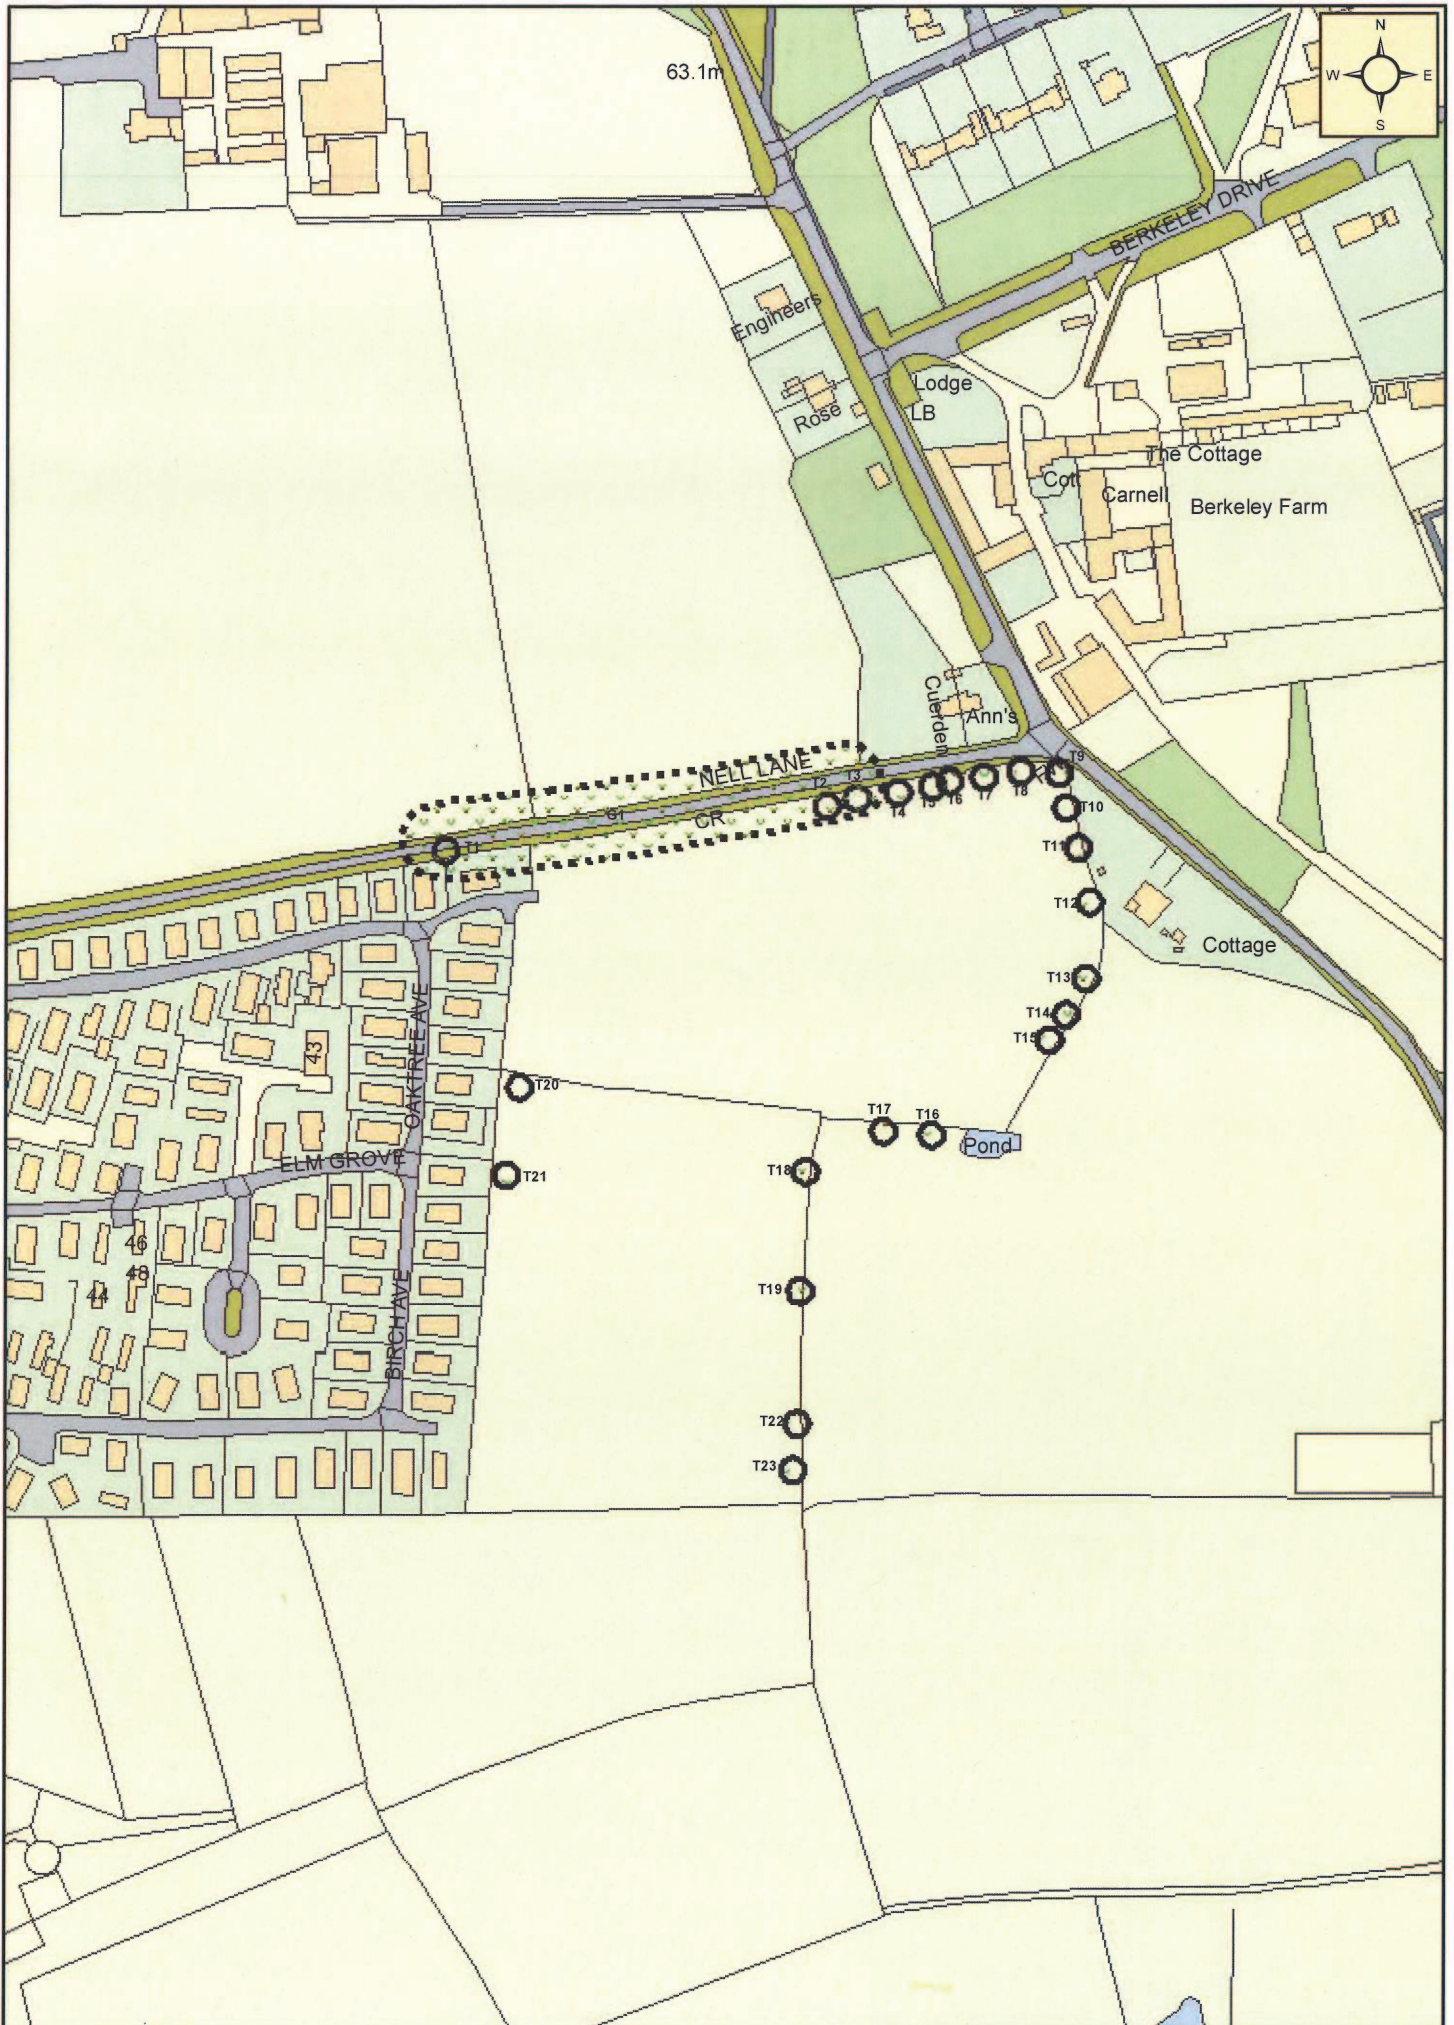 N
W E
S
63.1m
BERKELEY DRIVE
Engineers
Lodge
LB
Rose
The Cottage
Cott
Carnell
Berkeley Farm
Cuerden
Ann's
NELL LANE
G1
CR
T1
T2
T3
T4
T5
T6
T7
T8
T9
T10
T11
T12
Cottage
T13
T14
T15
43
OAKTREE AVE
T20
T17
T16
Pond
ELM GROVE
T21
T18
46
48
44
T19
BIRCH AVE
T22
T23